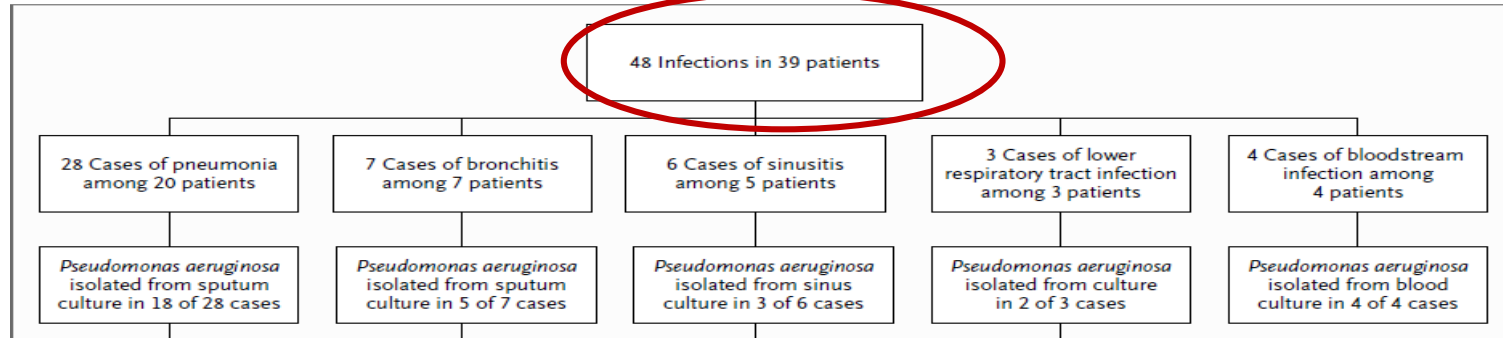 48 Infections in 39 patients
28 Cases of pneumonia
among 20 patients
7 Cases of bronchitis
among 7 patients
6 Cases of sinusitis
among 5 patients
3 Cases of lower
respiratory tract infection
among 3 patients
4 Cases of bloodstream
infection among
4 patients
Pseudomonas aeruginosa
isolated from sputum
culture in 18 of 28 cases
Pseudomonas aeruginosa
isolated from sputum
culture in 5 of 7 cases
Pseudomonas aeruginosa
isolated from sinus
culture in 3 of 6 cases
Pseudomonas aeruginosa
isolated from culture
in 2 of 3 cases
Pseudomonas aeruginosa
isolated from blood
culture in 4 of 4 cases